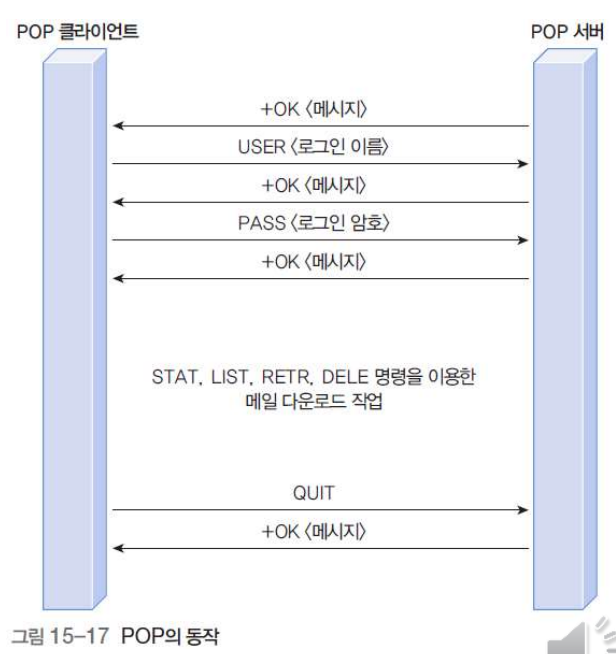 POP 클라이언트
POP 서버
+OK 〈메시지〉
USER 〈로그인 이름〉
+OK 〈메시지〉
PASS 〈로그인 암호〉
+OK 〈메시지〉
STAT, LIST, RETR, DELE 명령을 이용한
메일 다운로드 작업
QUIT
+OK 〈메시지〉
그림 15–17 POP의 동작